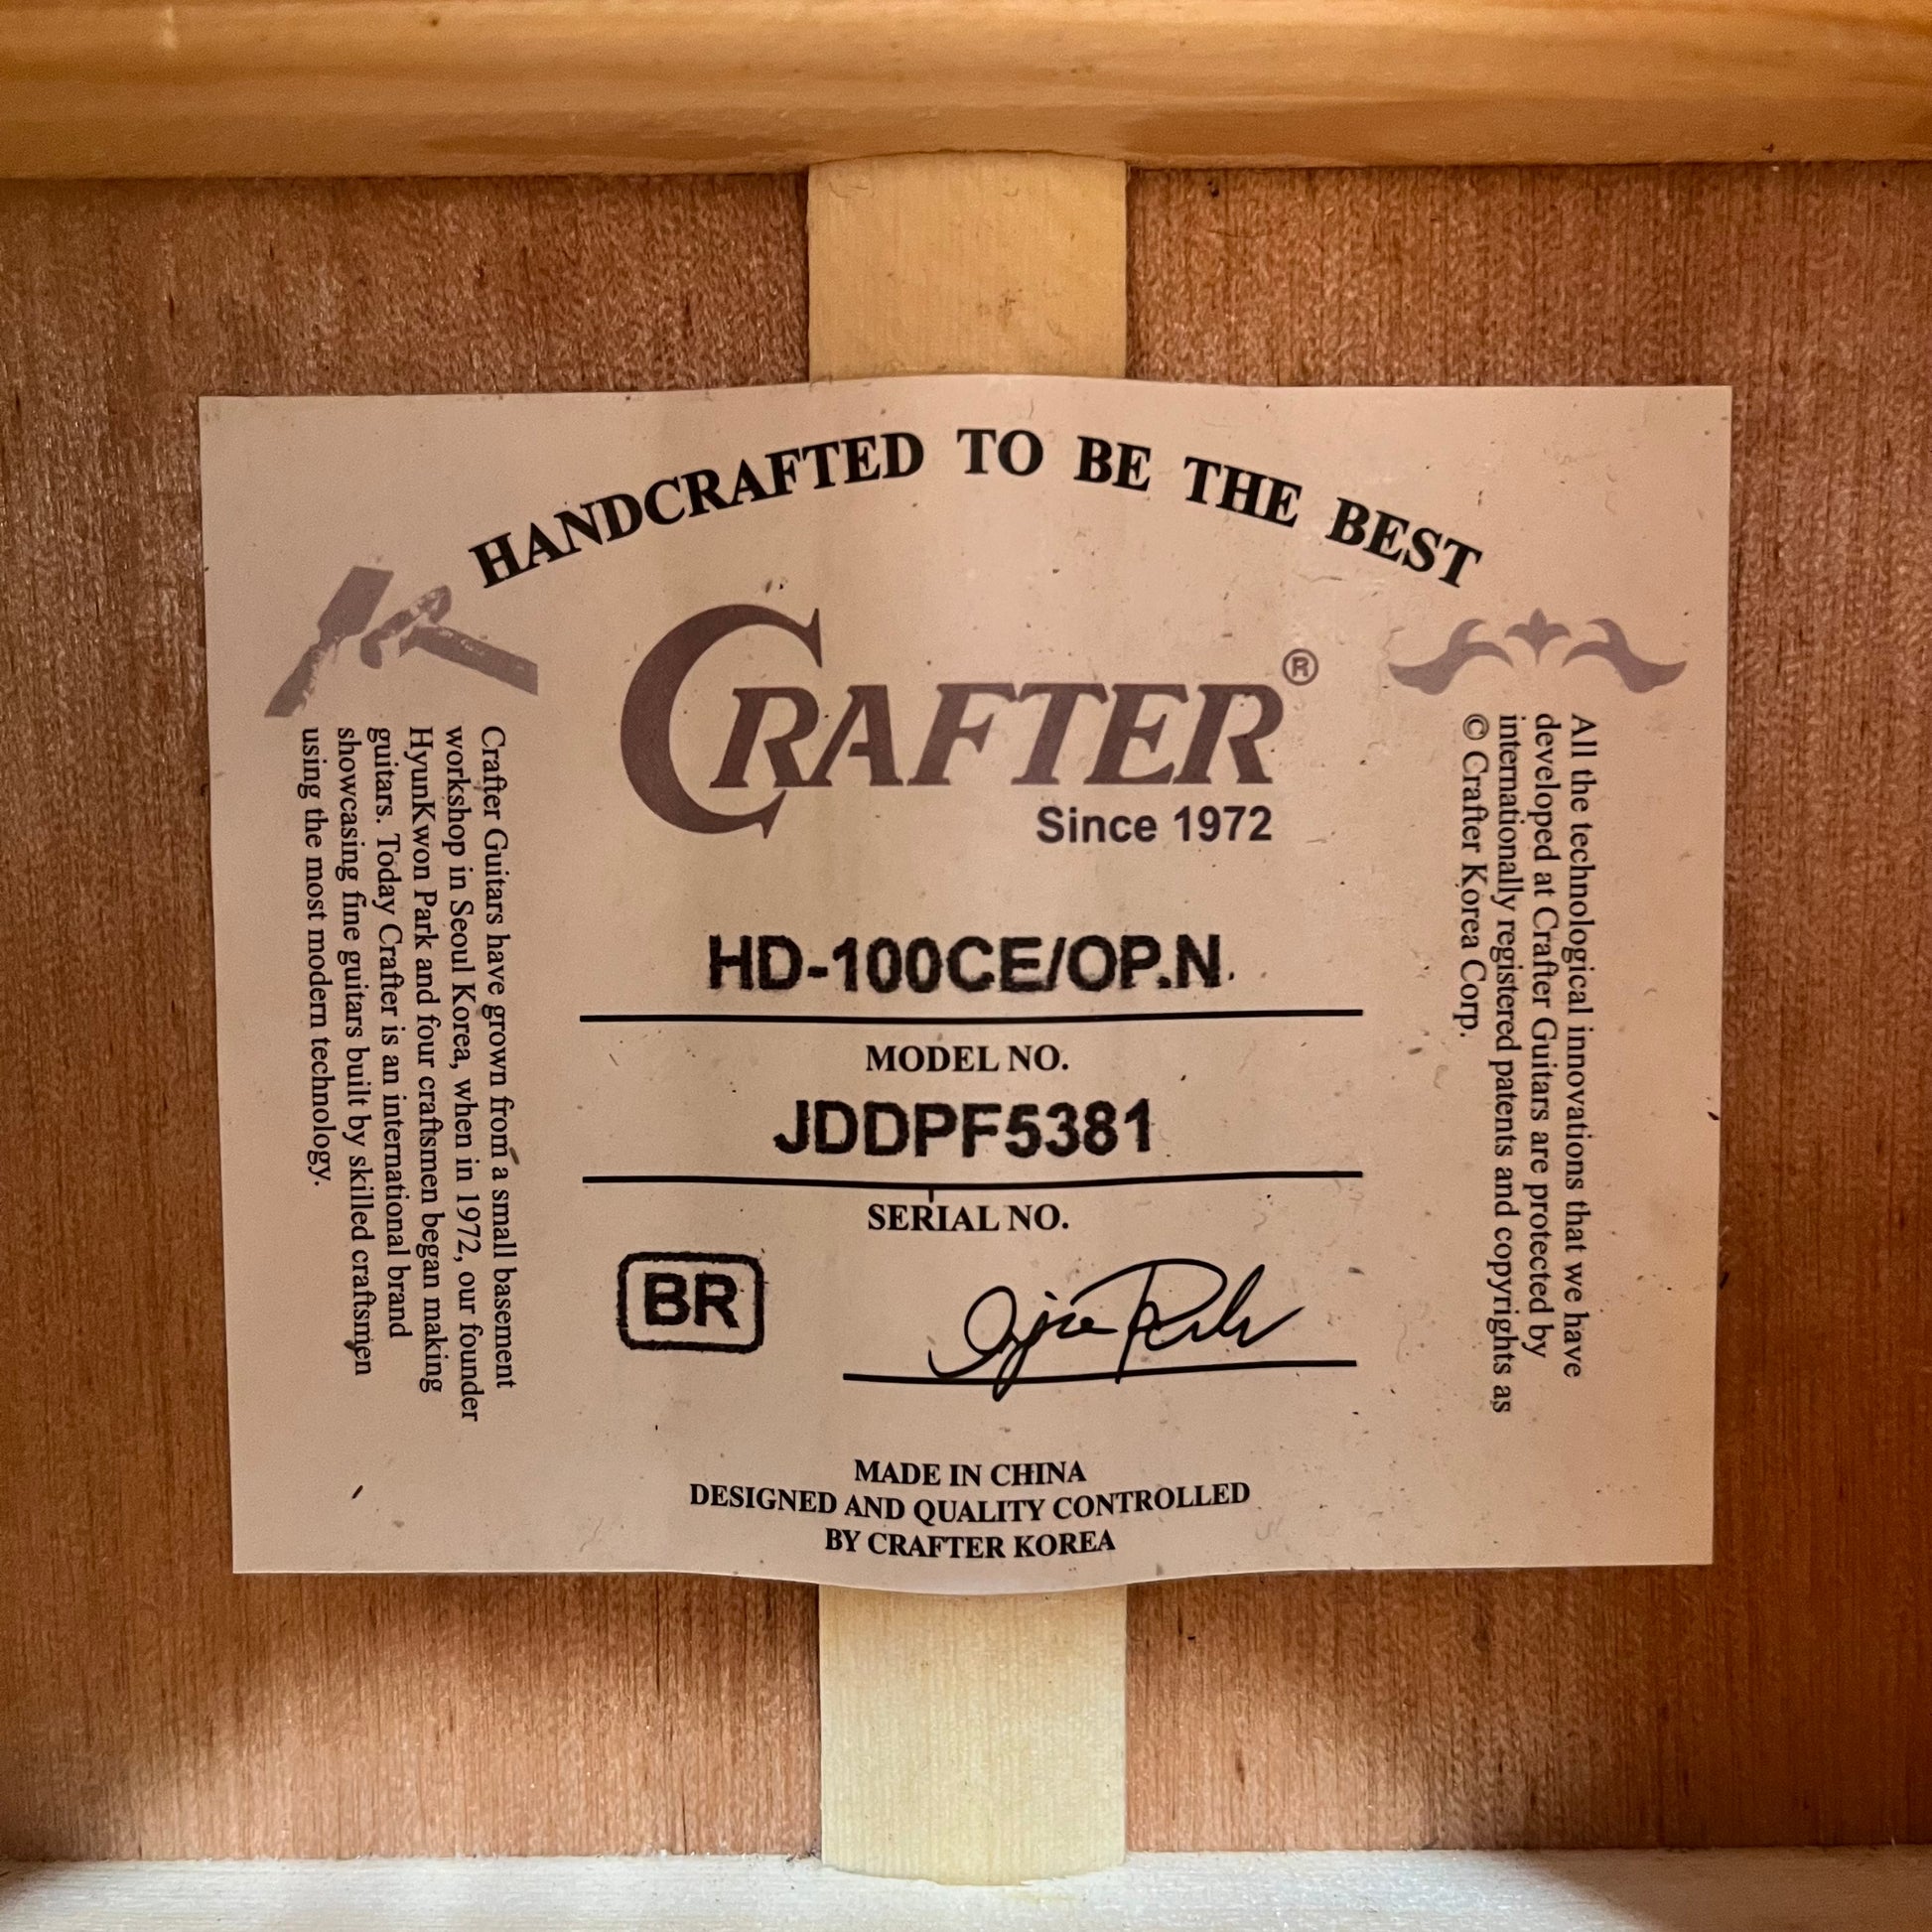 HANDCRAFTED TO BE THE BEST
CRAFTER®
Since 1972
HD-100CE/OP.N.
MODEL NO.
JDDPF5381
SERIAL NO.
BR
MADE IN CHINA
DESIGNED AND QUALITY CONTROLLED
BY CRAFTER KOREA
Crafter Guitars have grown from a small basement
workshop in Seoul Korea, when in 1972, our founder
HyunKwon Park and four craftsmen began making
guitars. Today Crafter is an international brand
showcasing fine guitars built by skilled craftsmen
using the most modern technology.
All the technological innovations that we have
developed at Crafter Guitars are protected by
internationally registered patents and copyrights as
© Crafter Korea Corp.